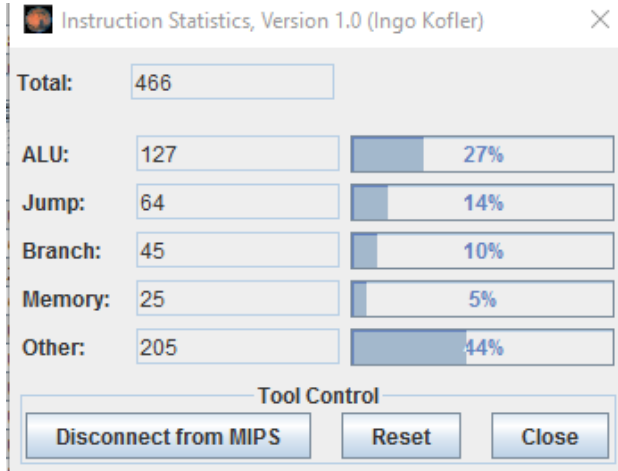 Instruction Statistics, Version 1.0 (Ingo Kofler)
Total: 466
ALU: 127 27%
Jump: 64 14%
Branch: 45 10%
Memory: 25 5%
Other: 205 44%
Tool Control
Disconnect from MIPS Reset Close